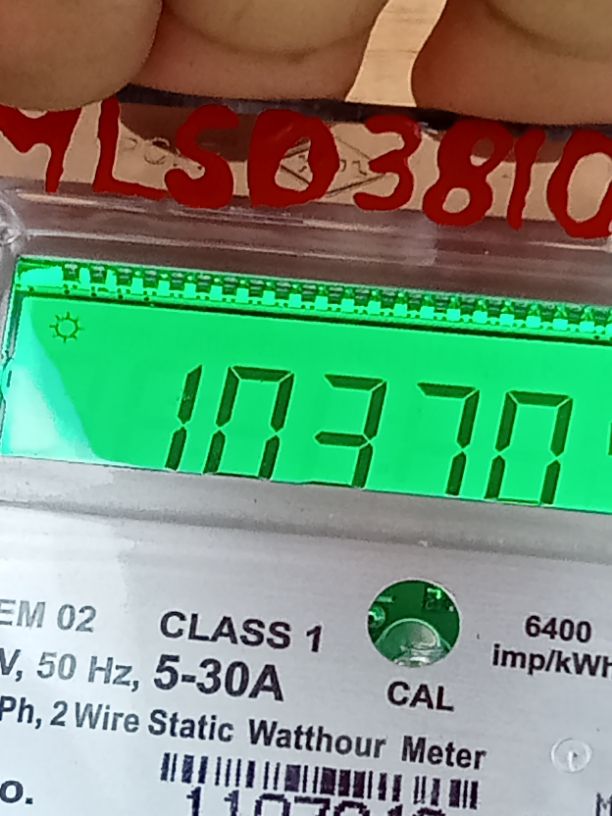 MLSD3810
10370
EM 02
CLASS 1
6400
imp/kWH
V, 50 Hz, 5-30A
CAL
Ph, 2 Wire Static Watthour Meter
o.